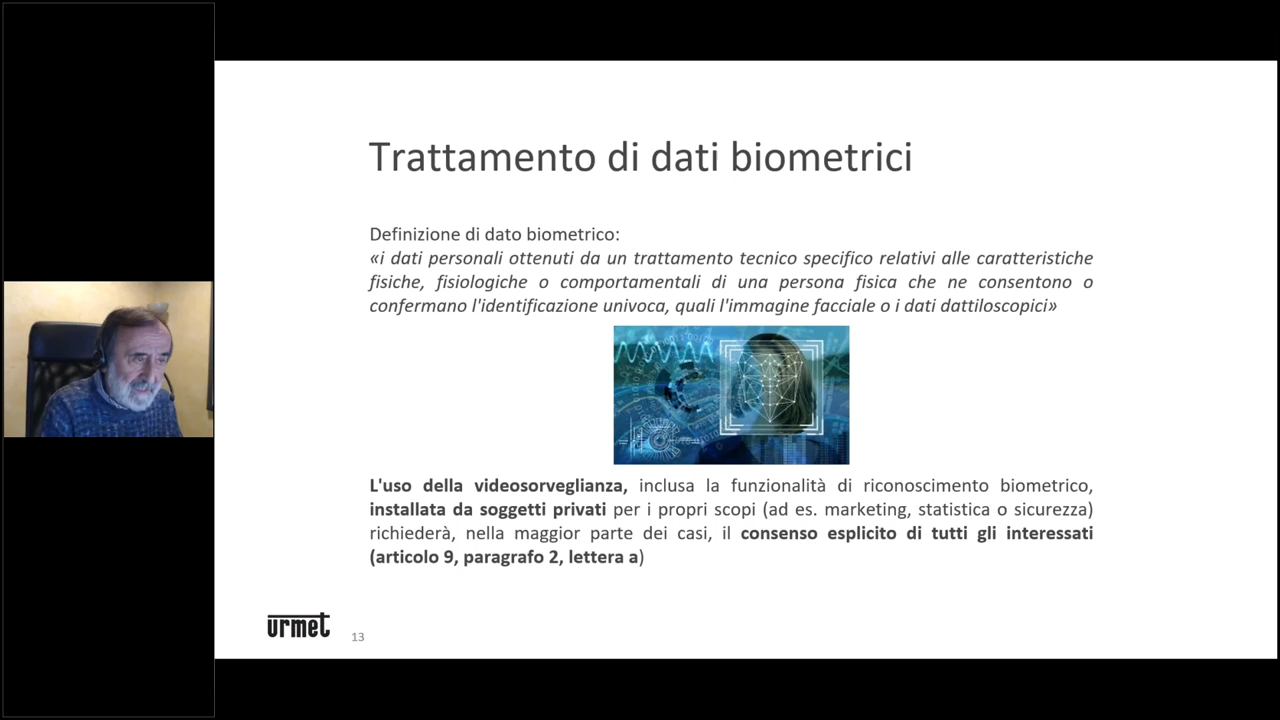 Trattamento di dati biometrici
Definizione di dato biometrico:
«i dati personali ottenuti da un trattamento tecnico specifico relativi alle caratteristiche
fisiche, fisiologiche o comportamentali di una persona fisica che ne consentono o
confermano l'identificazione univoca, quali l'immagine facciale o i dati dattiloscopici»
L'uso della videosorveglianza, inclusa la funzionalità di riconoscimento biometrico,
installata da soggetti privati per i propri scopi (ad es. marketing, statistica o sicurezza)
richiederà, nella maggior parte dei casi, il consenso esplicito di tutti gli interessati
(articolo 9, paragrafo 2, lettera a)
urmet
13